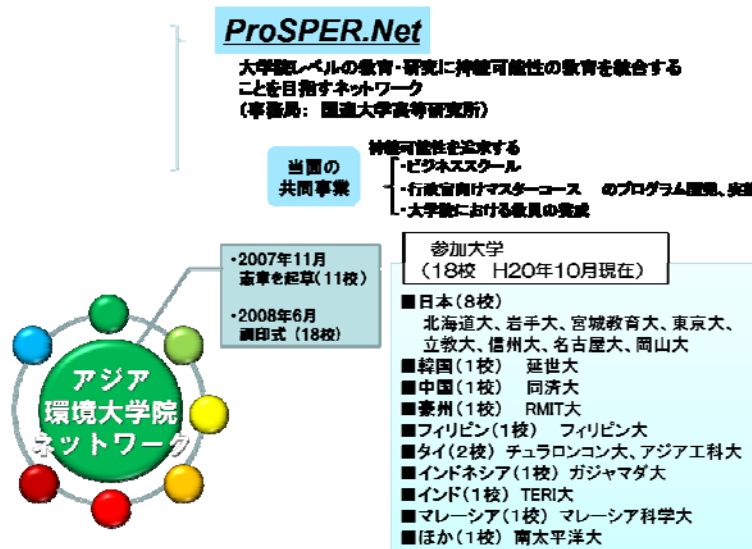 ProSPER.Net
大学院レベルの教育・研究に持続可能性の教育を統合する
ことを目指すネットワーク
(事務局: 国連大学高等研究所)
当面の
共同事業
持続可能性を追求する
・ビジネススクール
・行政官向けマスターコース のプログラム開発、実施
・大学院における教員の養成
・2007年11月
憲章を起草(11校)
・2008年6月
調印式(18校)
参加大学
(18校 H20年10月現在)
■日本(8校)
北海道大、岩手大、宮城教育大、東京大、
立教大、信州大、名古屋大、岡山大
■韓国(1校) 延世大
■中国(1校) 同済大
■豪州(1校) RMIT大
■フィリピン(1校) フィリピン大
■タイ(2校) チュラロンコン大、アジア工科大
■インドネシア(1校) ガジャマダ大
■インド(1校) TERI大
■マレーシア(1校) マレーシア科学大
■ほか(1校) 南太平洋大
アジア
環境大学院
ネットワーク